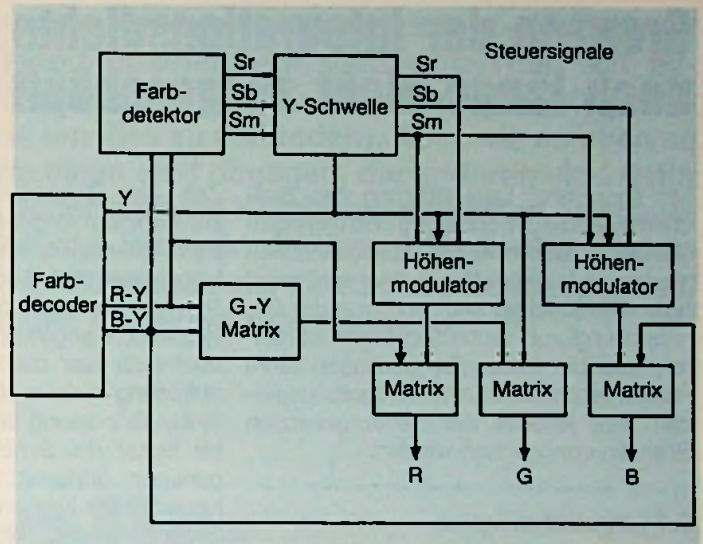 Steuersignale
Farb-
detektor
Sr
Sb
Sm
Y-Schwelle
Sr
Sb
Sm
Y
Farb-
decoder
R-Y
B-Y
G-Y
Matrix
Höhen-
modulator
Höhen-
modulator
Matrix
Matrix
Matrix
R
G
B